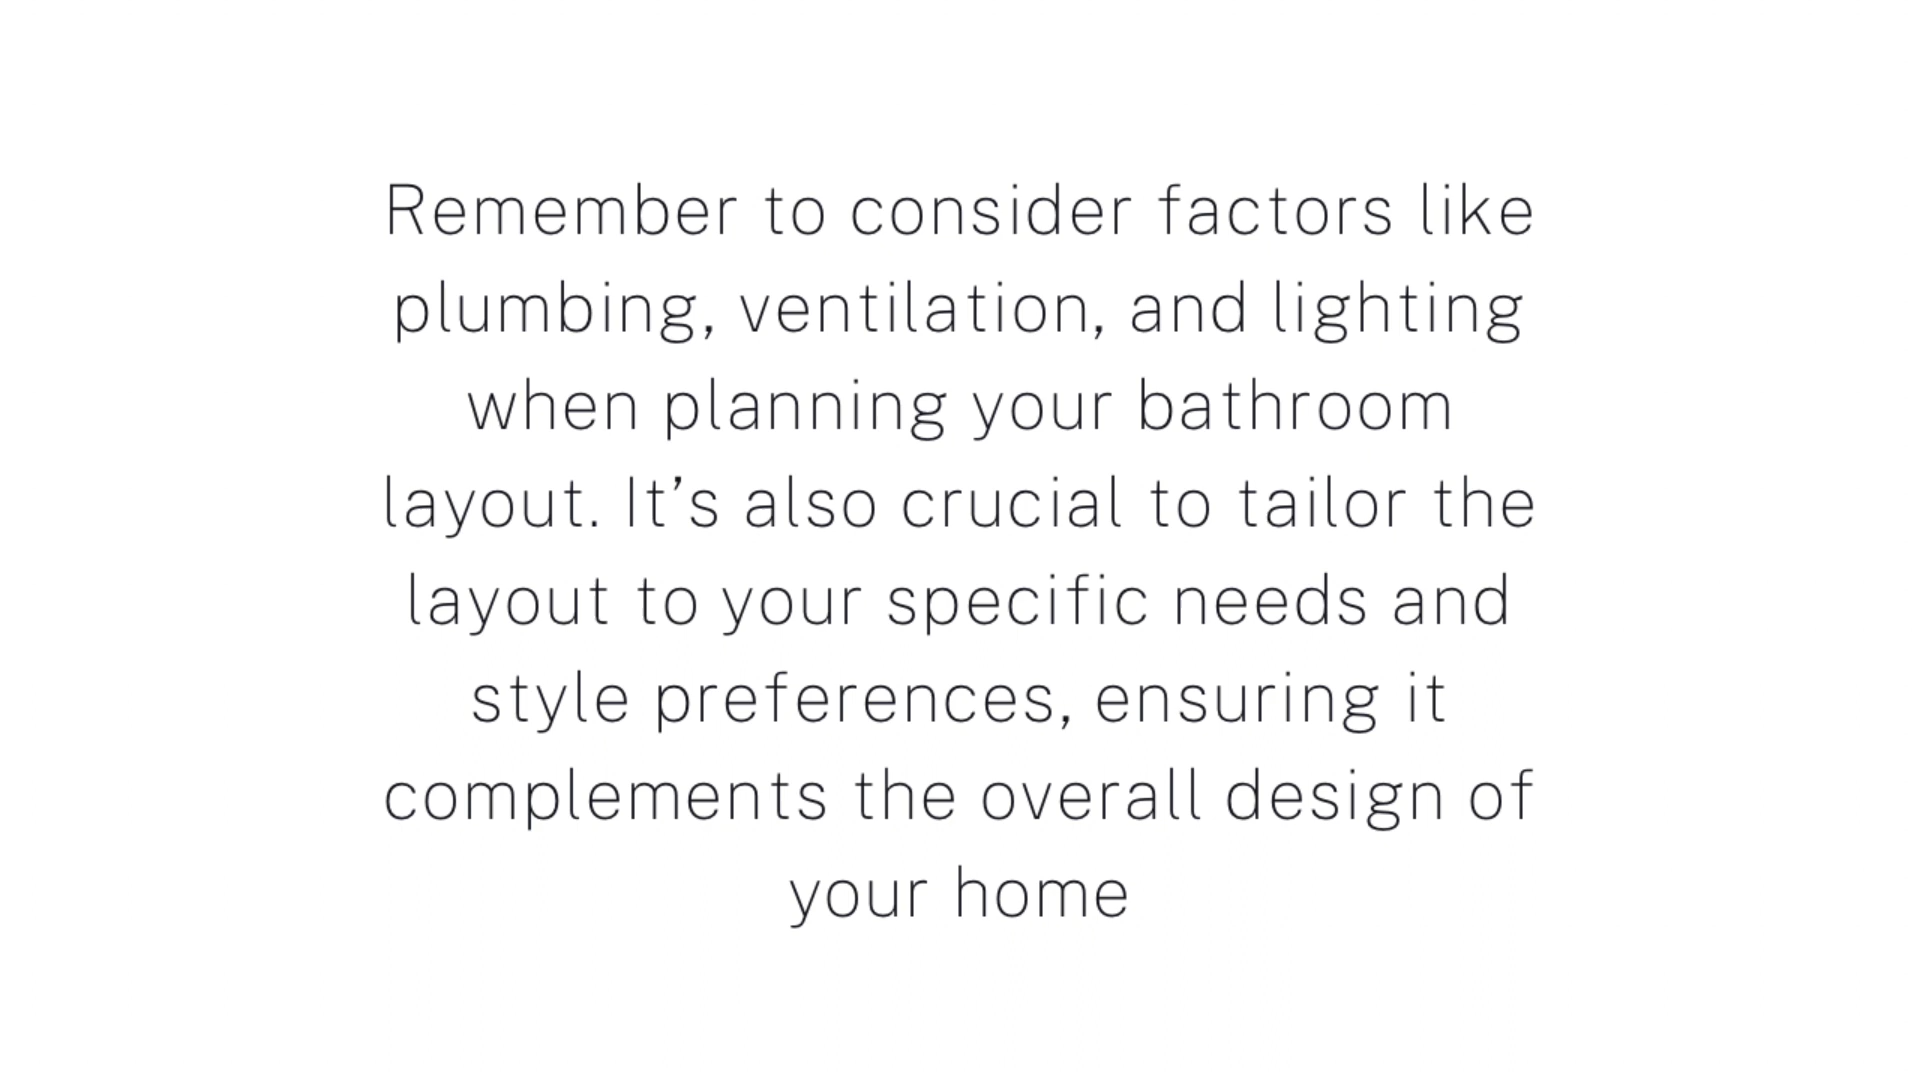 Remember to consider factors like
plumbing, ventilation, and lighting
when planning your bathroom
layout. It’s also crucial to tailor the
layout to your specific needs and
style preferences, ensuring it
complements the overall design of
your home